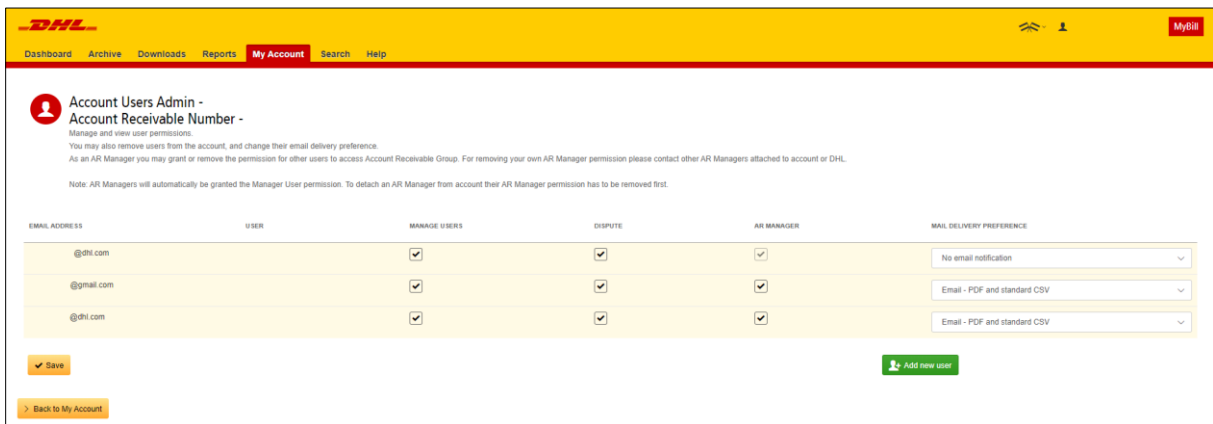 DHL
MyBill
Dashboard Archive Downloads Reports My Account Search Help
Account Users Admin -
Account Receivable Number -
Manage and view user permissions.
You may also remove users from the account, and change their email delivery preference.
As an AR Manager you may grant or remove the permission for other users to access Account Receivable Group. For removing your own AR Manager permission please contact other AR Managers attached to account or DHL.
Note: AR Managers will automatically be granted the Manager User permission. To detach an AR Manager from account their AR Manager permission has to be removed first.
EMAIL ADDRESS USER MANAGE USERS DISPUTE AR MANAGER MAIL DELIVERY PREFERENCE
@dhl.com No email notification
@gmail.com Email - PDF and standard CSV
@dhl.com Email - PDF and standard CSV
Save Add new user
Back to My Account